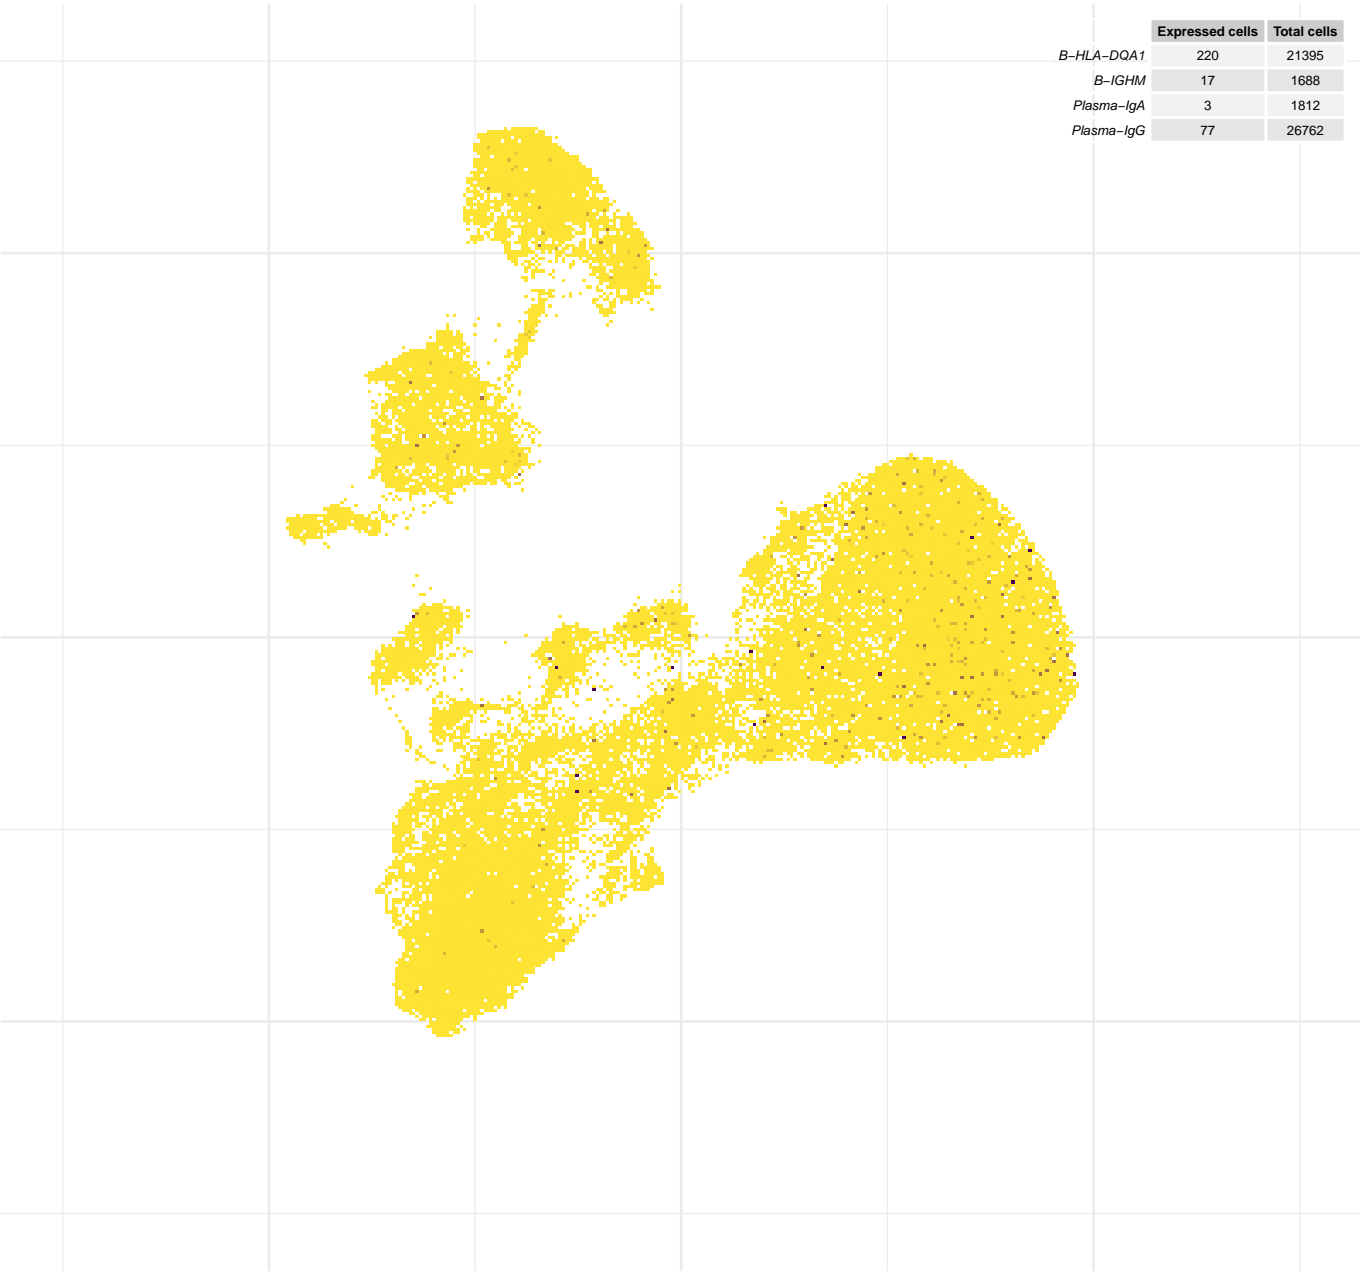 Expressed cells Total cells
B−HLA−DQA1 220 21395
B−IGHM 17 1688
Plasma−IgA 3 1812
Plasma−IgG 77 26762